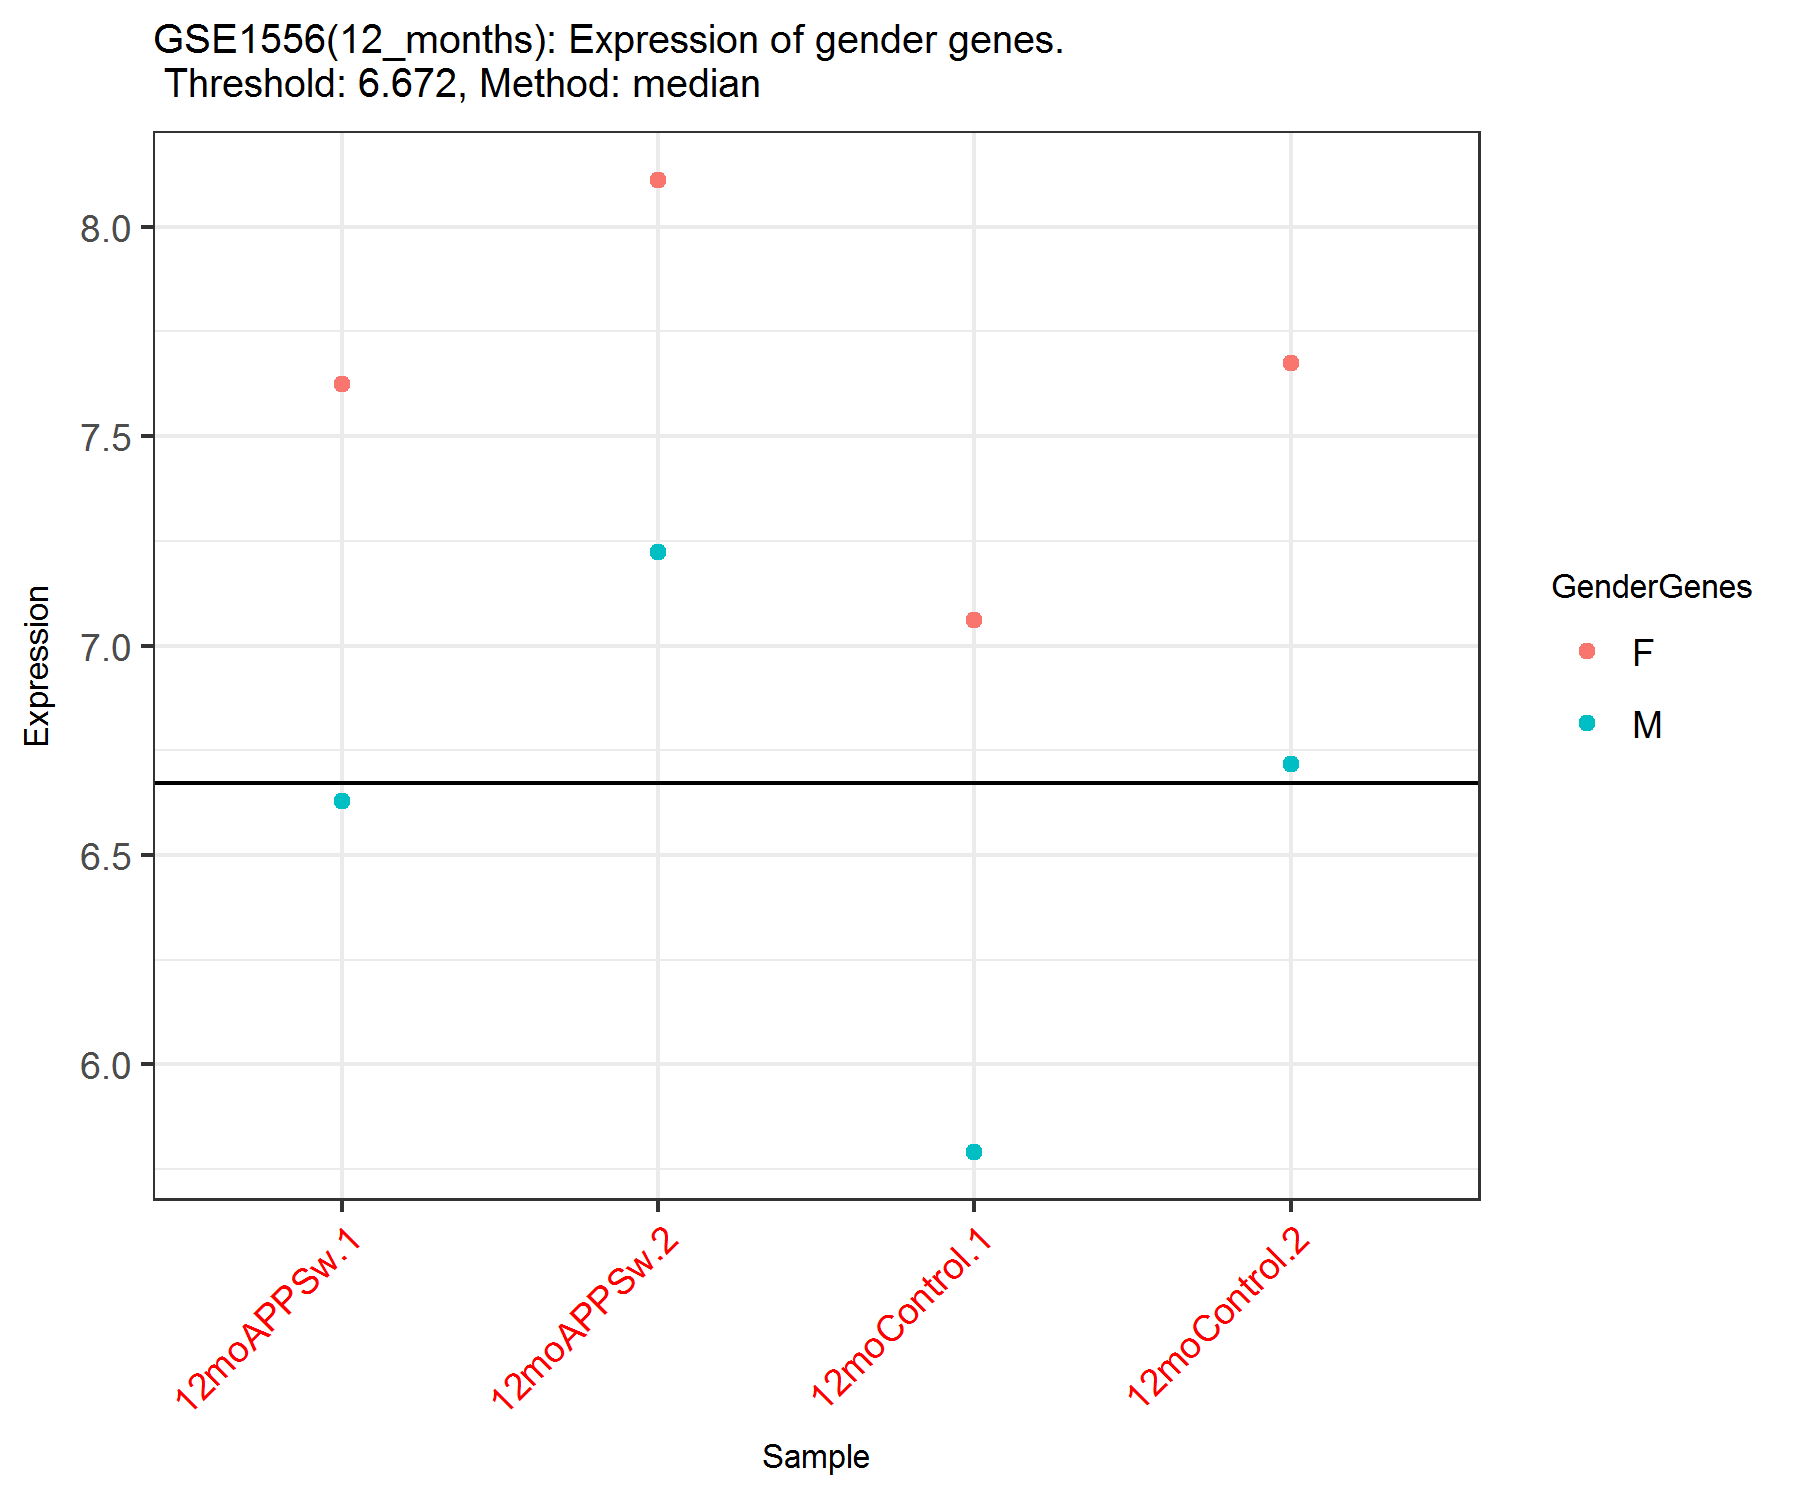 GSE1556(12_months): Expression of gender genes.
Threshold: 6.672, Method: median
Expression
8.0
7.5
7.0
6.5
6.0
12moAPPSw.1
12moAPPSw.2
12moControl.1
12moControl.2
Sample
GenderGenes
F
M